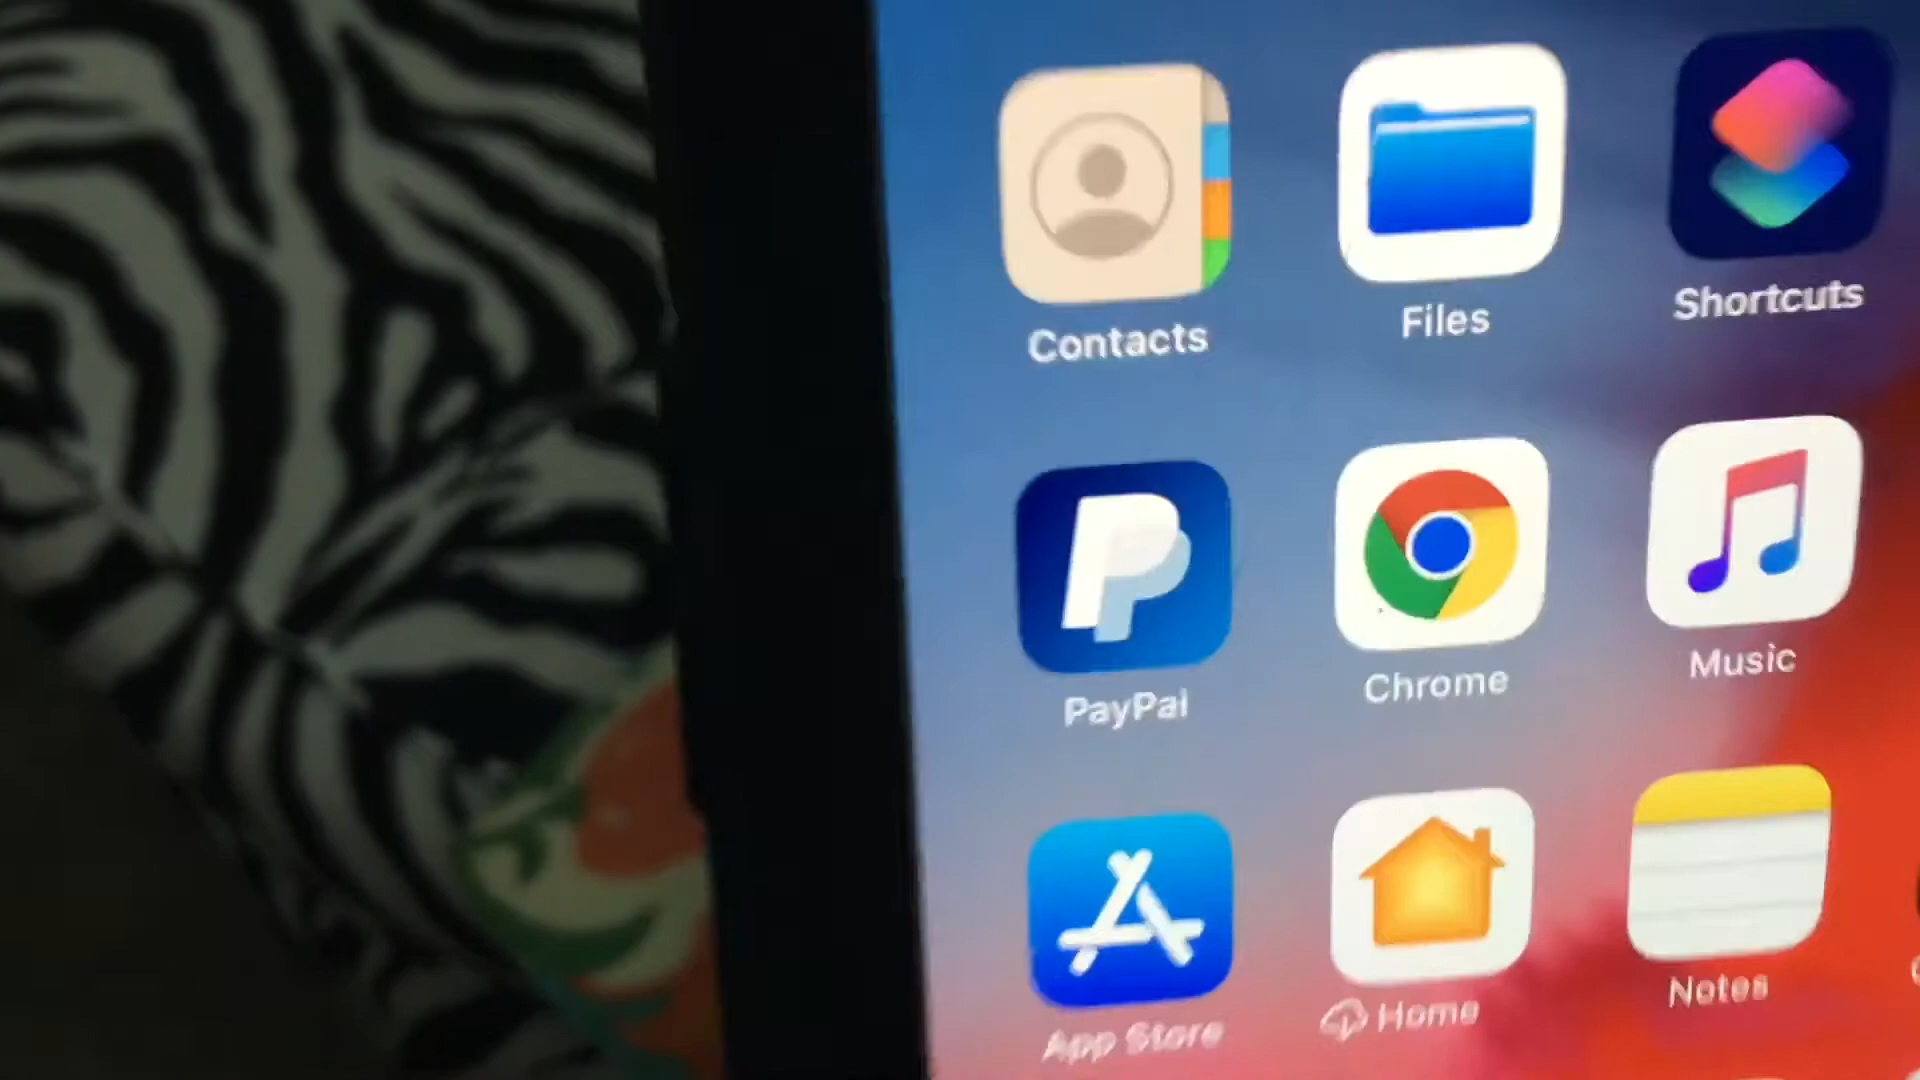 Contacts
Files
Shortcuts
PayPal
Chrome
Music
App Store
Home
Notes